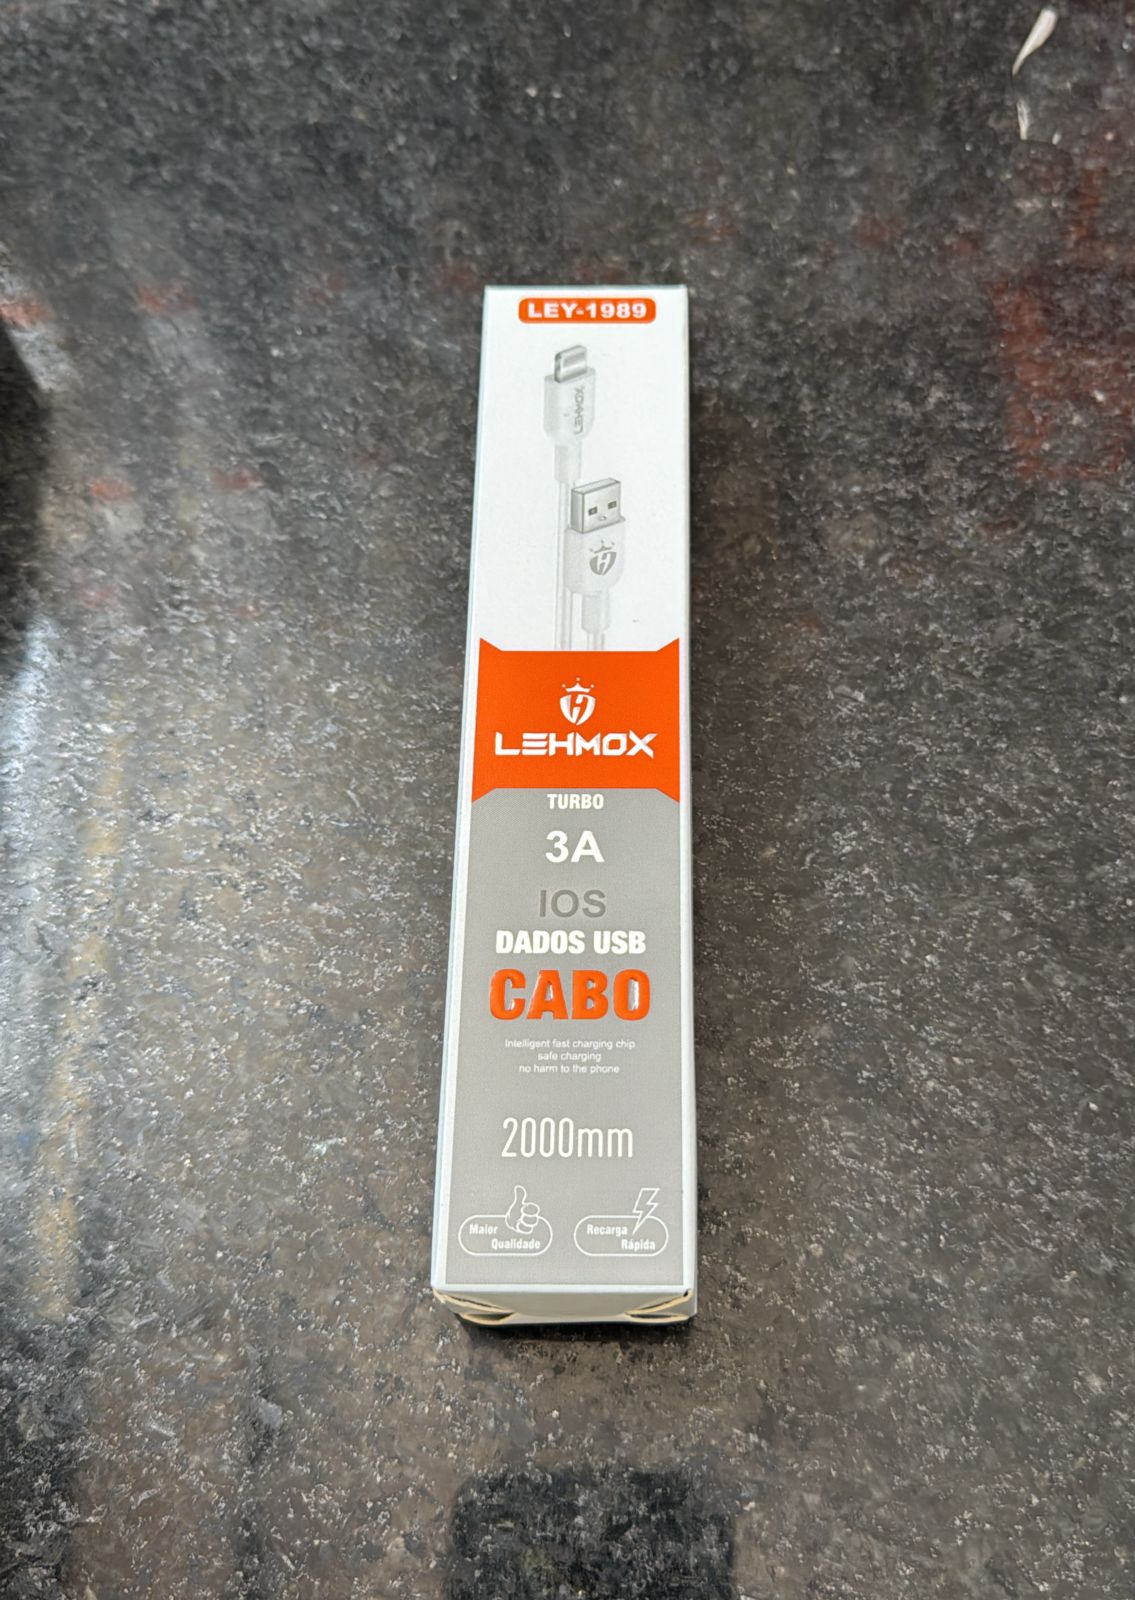 LEY-1989
LEHMOX
LEHMOX
TURBO
3A
IOS
DADOS USB
CABO
Intelligent fast charging chip
safe charging
no harm to the phone
2000mm
Maior
Qualidade
Recarga
Rápida